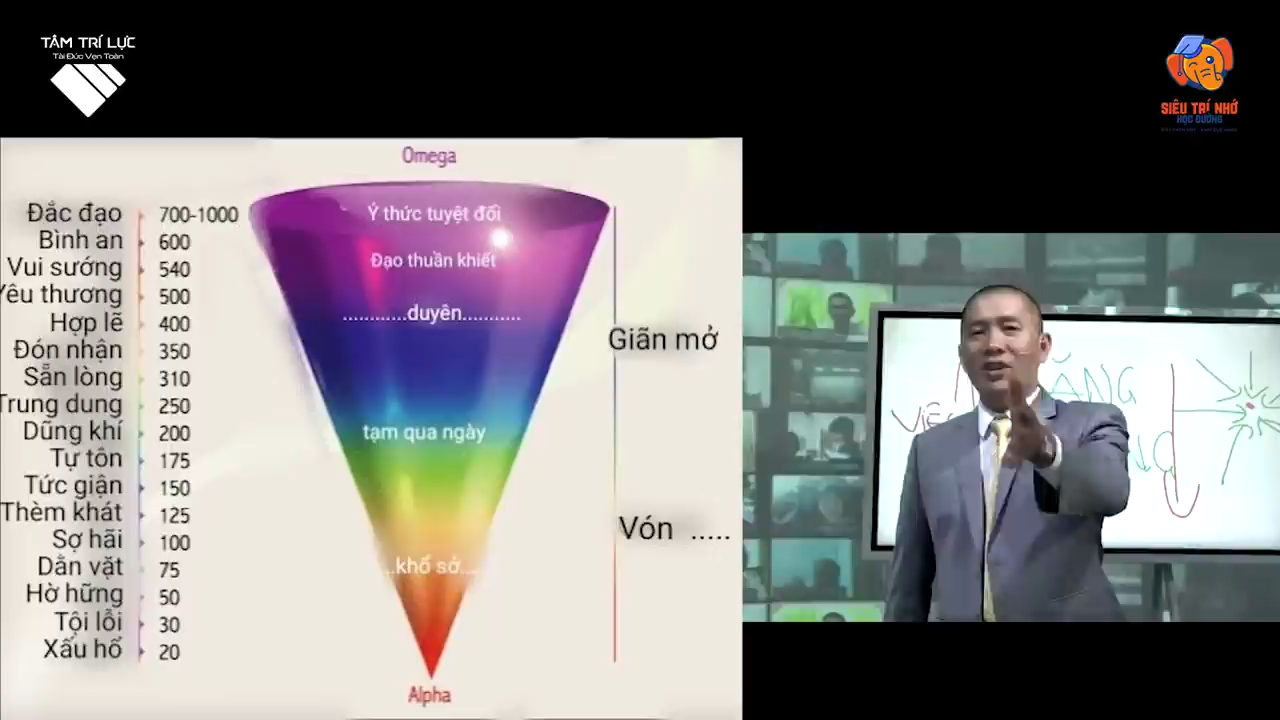 TÂM TRÍ LỰC
Tài Đức Vẹn Toàn
SIÊU TRÍ NHỚ
HỌC ĐƯỜNG
Omega
Đắc đạo 700-1000
Bình an 600
Vui sướng 540
Yêu thương 500
Hợp lẽ 400
Đón nhận 350
Sẵn lòng 310
Trung dung 250
Dũng khí 200
Tự tôn 175
Tức giận 150
Thèm khát 125
Sợ hãi 100
Dằn vặt 75
Hờ hững 50
Tội lỗi 30
Xấu hổ 20
Ý thức tuyệt đối
Đạo thuần khiết
............duyên..........
tạm qua ngày
..khổ sở....
Alpha
Giãn mở
Vón .....